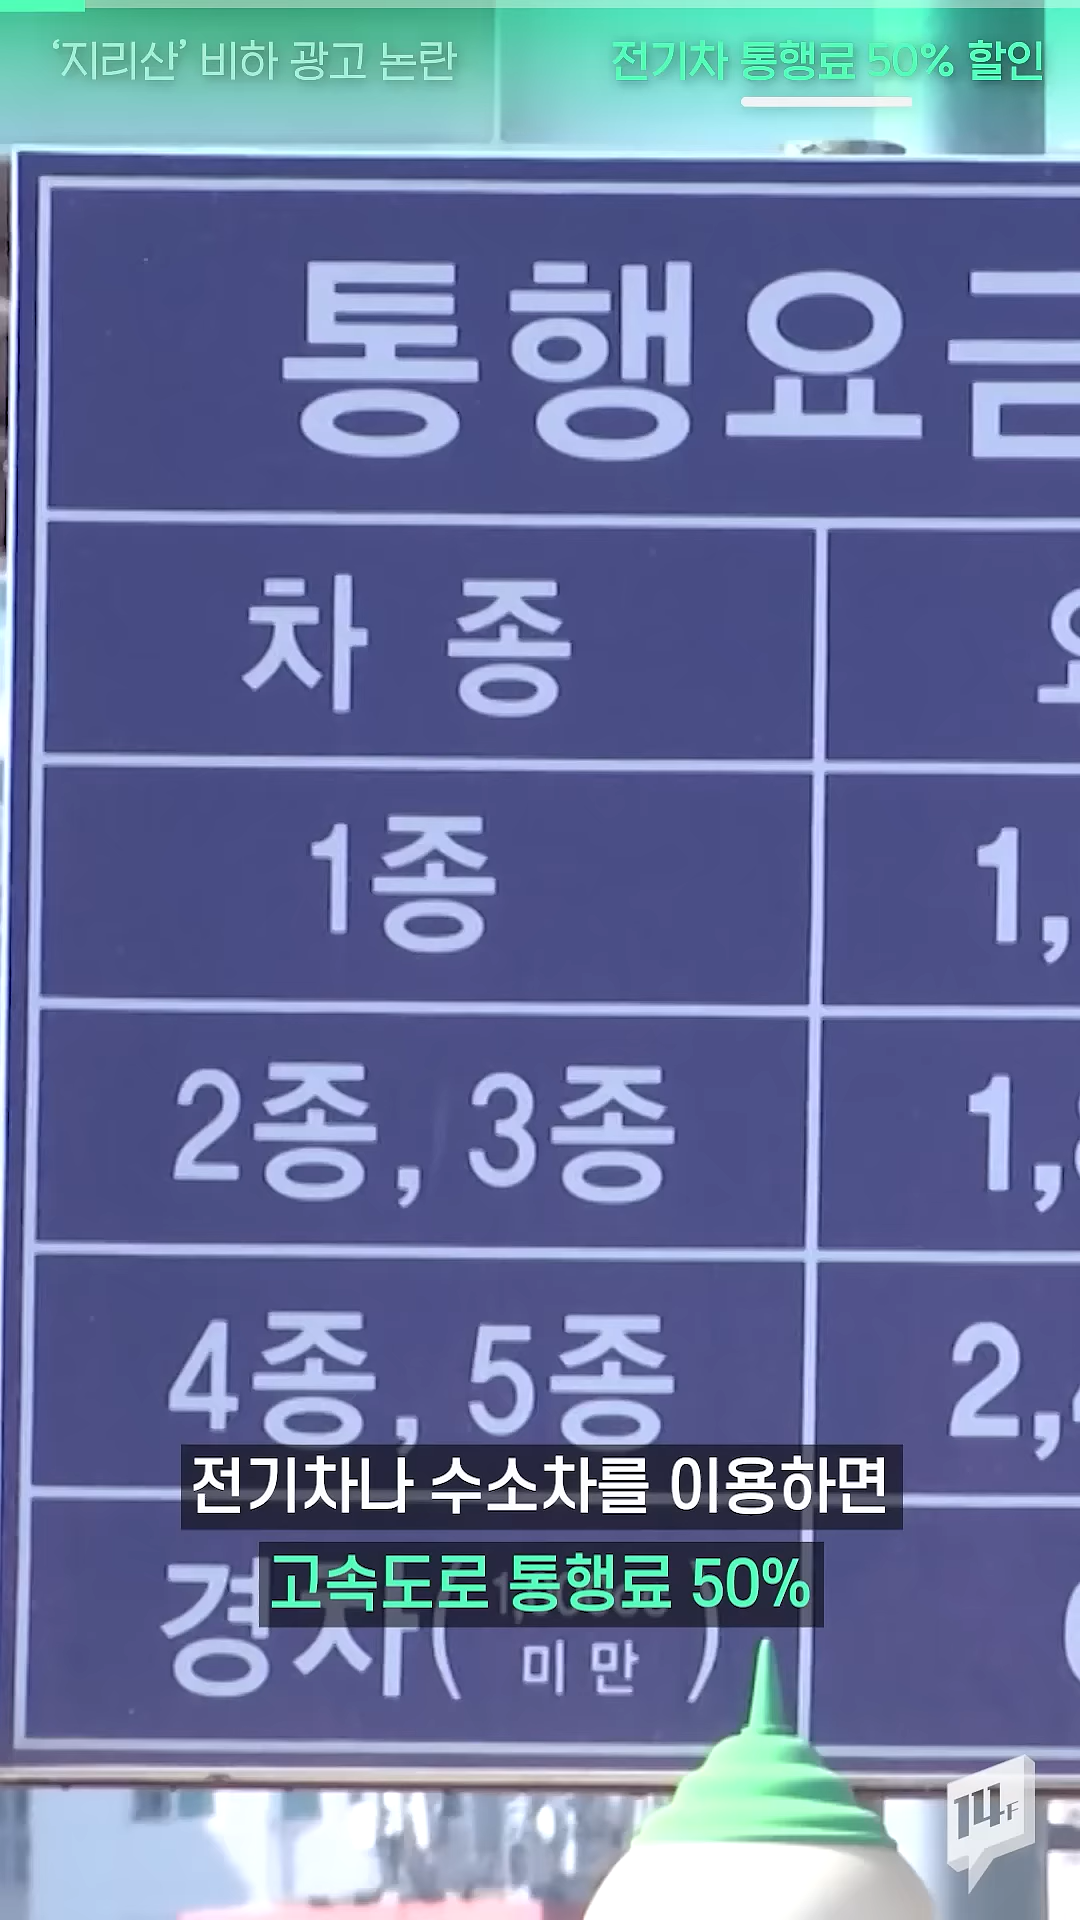 ‘지리산’ 비하 광고 논란
전기차 통행료 50% 할인
통행요금
차 종
1종
1,
2종, 3종
1,
4종, 5종
2,
전기차나 수소차를 이용하면
고속도로 통행료 50%
경차( )
미만
14F